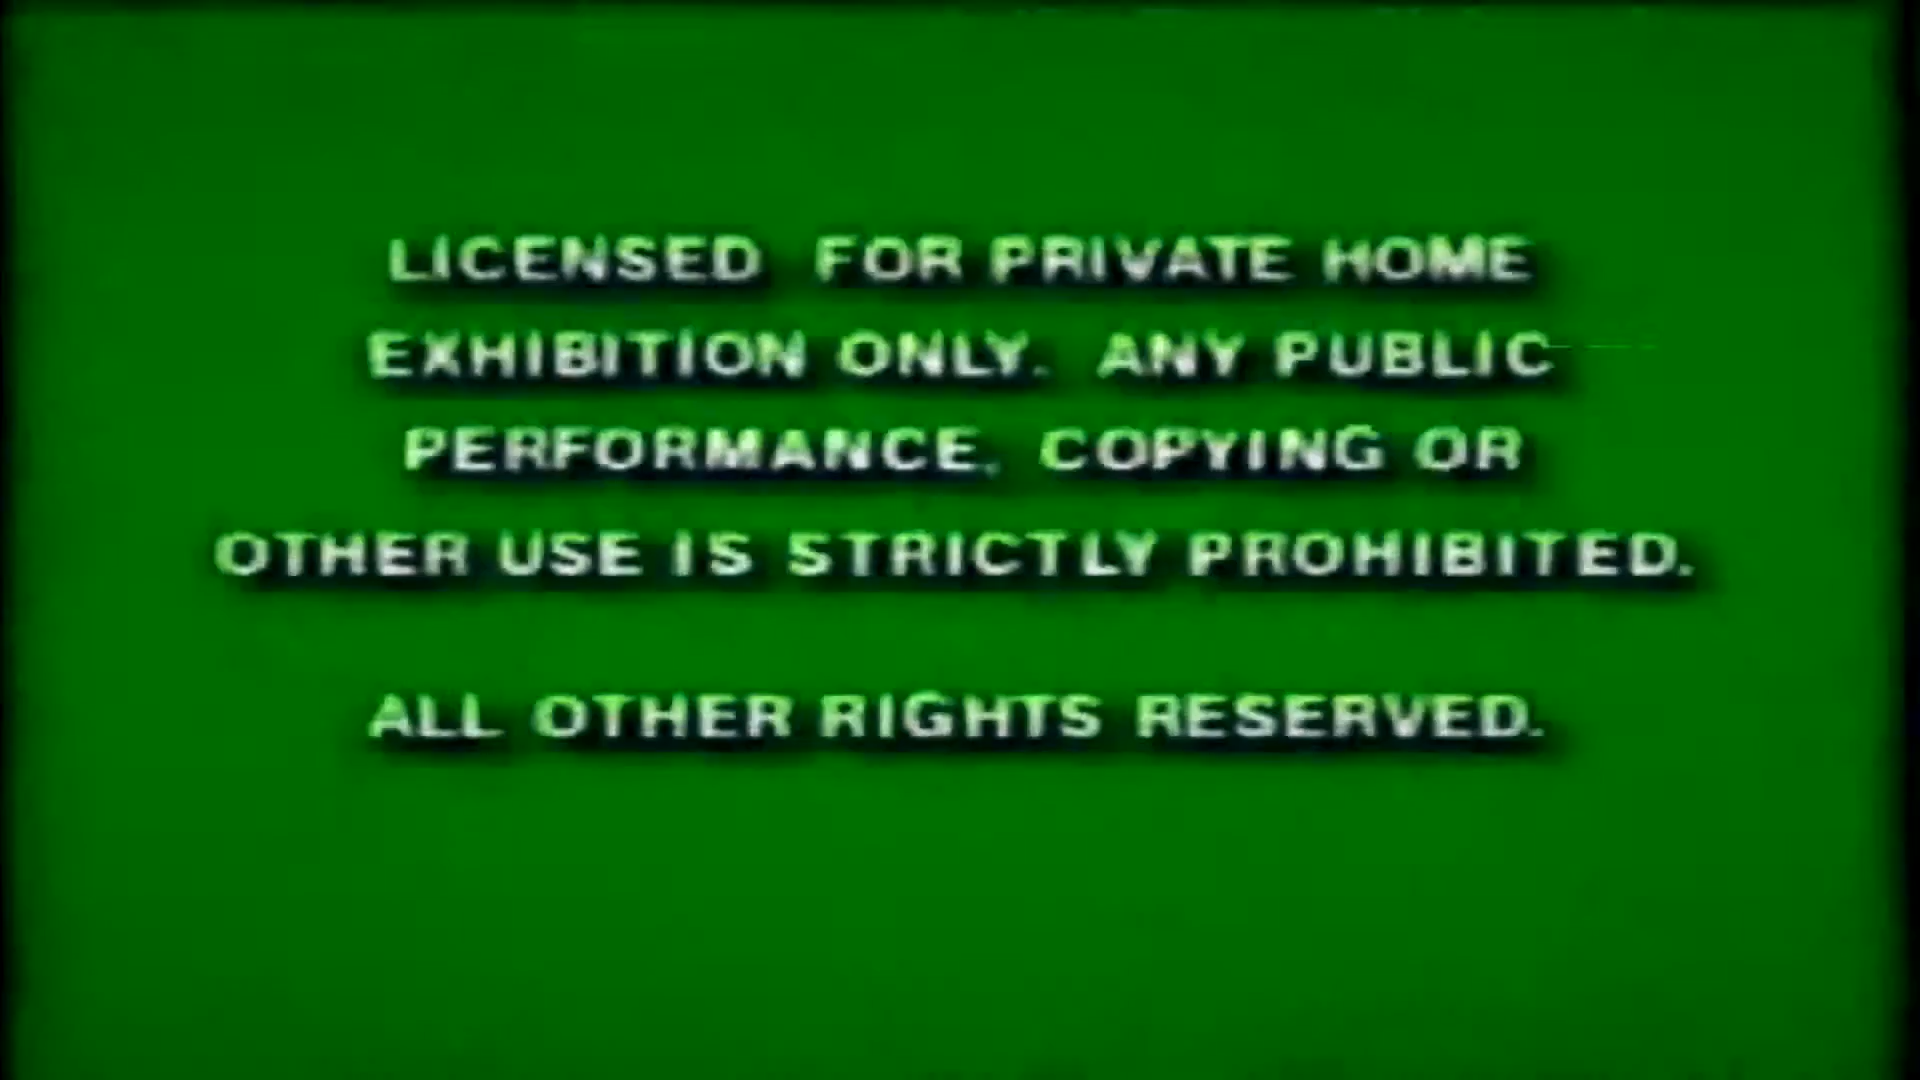 LICENSED FOR PRIVATE HOME
EXHIBITION ONLY. ANY PUBLIC
PERFORMANCE, COPYING OR
OTHER USE IS STRICTLY PROHIBITED.
ALL OTHER RIGHTS RESERVED.